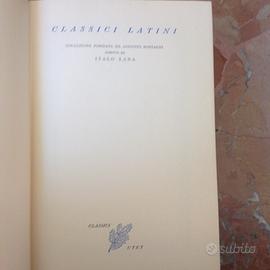 CLASSICI LATINI
COLLEZIONE FONDATA DA AUGUSTO ROSTAGNI
DIRETTA DA
ITALO LANA
CLASSICI
UTET
subito